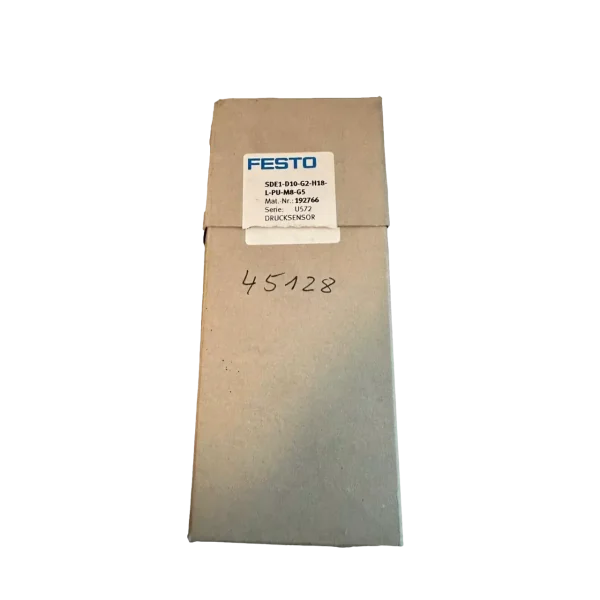 FESTO
SDE1-D10-G2-H18-
L-PU-M8-G5
Mat. Nr.: 192766
Serie: U572
DRUCKSENSOR
45128